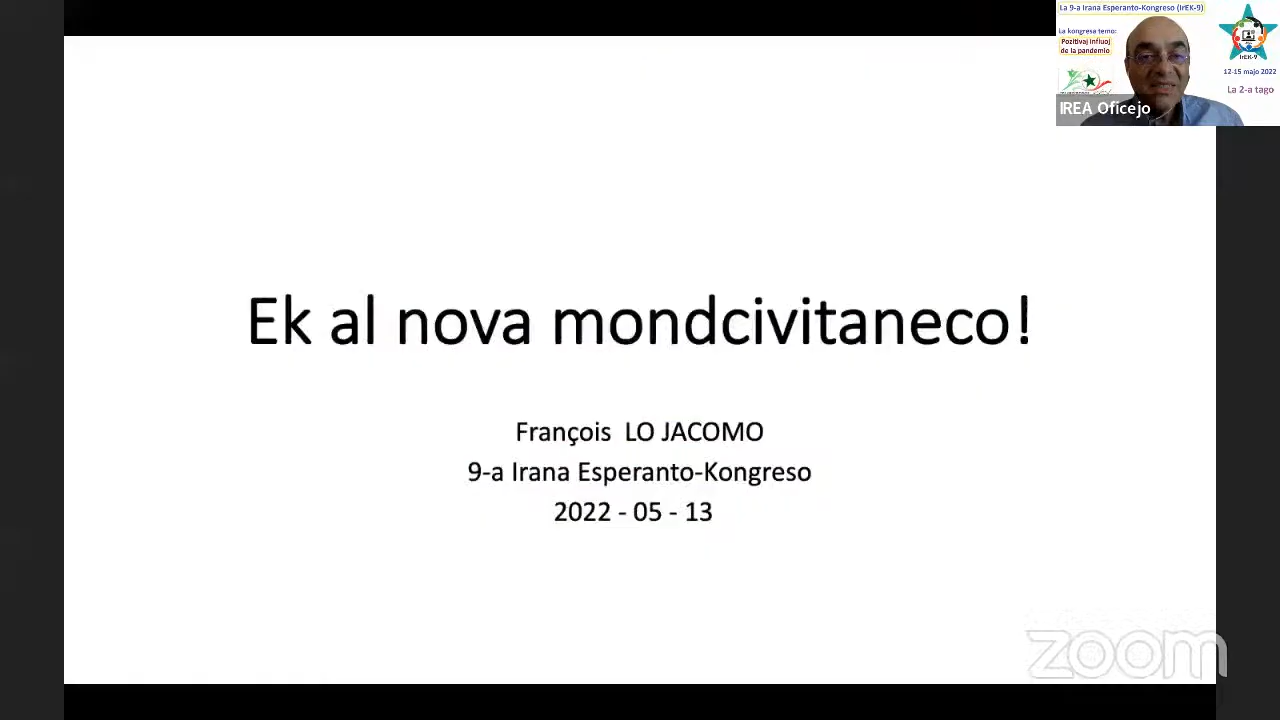 La 9-a Irana Esperanto-Kongreso (IrEK-9)
La kongresa temo:
Pozitivaj influoj
de la pandemio
IrEK-9
12-15 majo 2022
La 2-a tago
IREA Oficejo
Ek al nova mondcivitaneco!
François LO JACOMO
9-a Irana Esperanto-Kongreso
2022 - 05 - 13
zoom